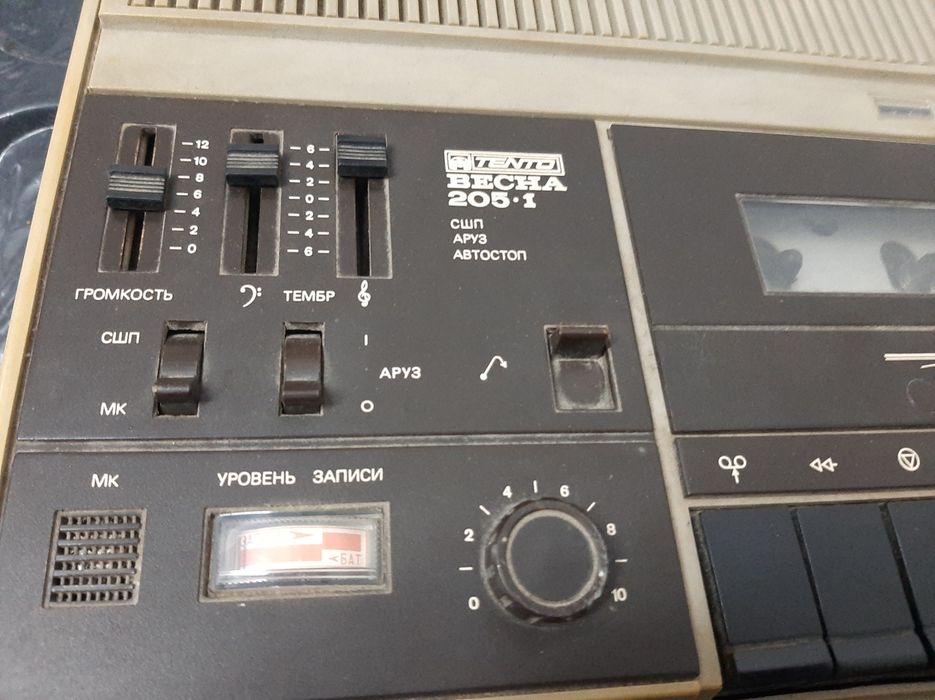 TENTO
ВЕСНА
205·1
СШП
АРУЗ
АВТОСТОП
12
10
8
6
4
2
0
6
4
2
0
2
4
6
ГРОМКОСТЬ ТЕМБР
СШП
МК
I
АРУЗ
O
МК
УРОВЕНЬ ЗАПИСИ
БАТ
0
2
4
6
8
10